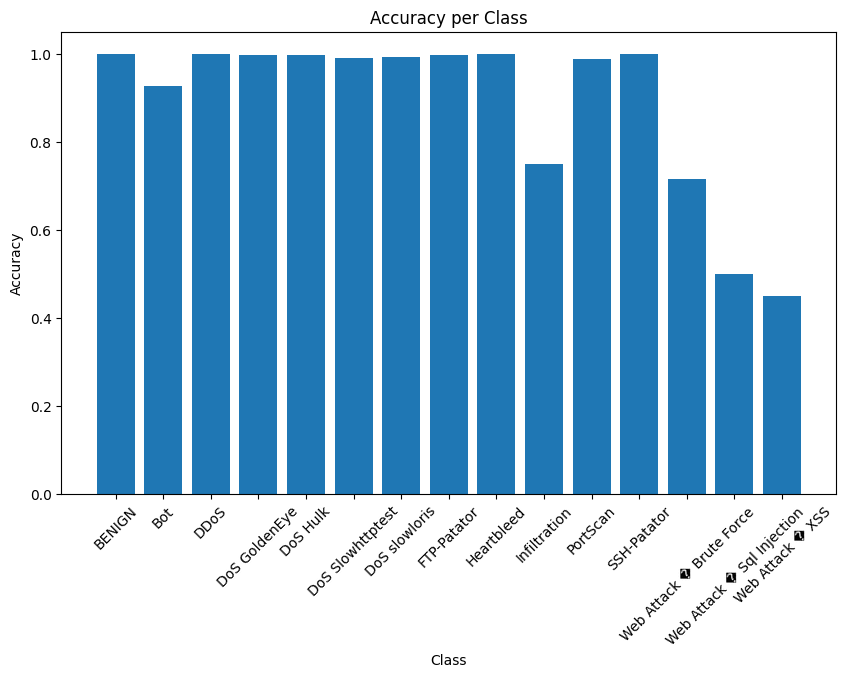 Accuracy per Class
Accuracy
1.0
0.8
0.6
0.4
0.2
0.0
BENIGN
Bot
DDoS
DoS GoldenEye
DoS Hulk
DoS Slowhttptest
DoS slowloris
FTP-Patator
Heartbleed
Infiltration
PortScan
SSH-Patator
Web Attack � Brute Force
Web Attack � Sql Injection
Web Attack � XSS
Class